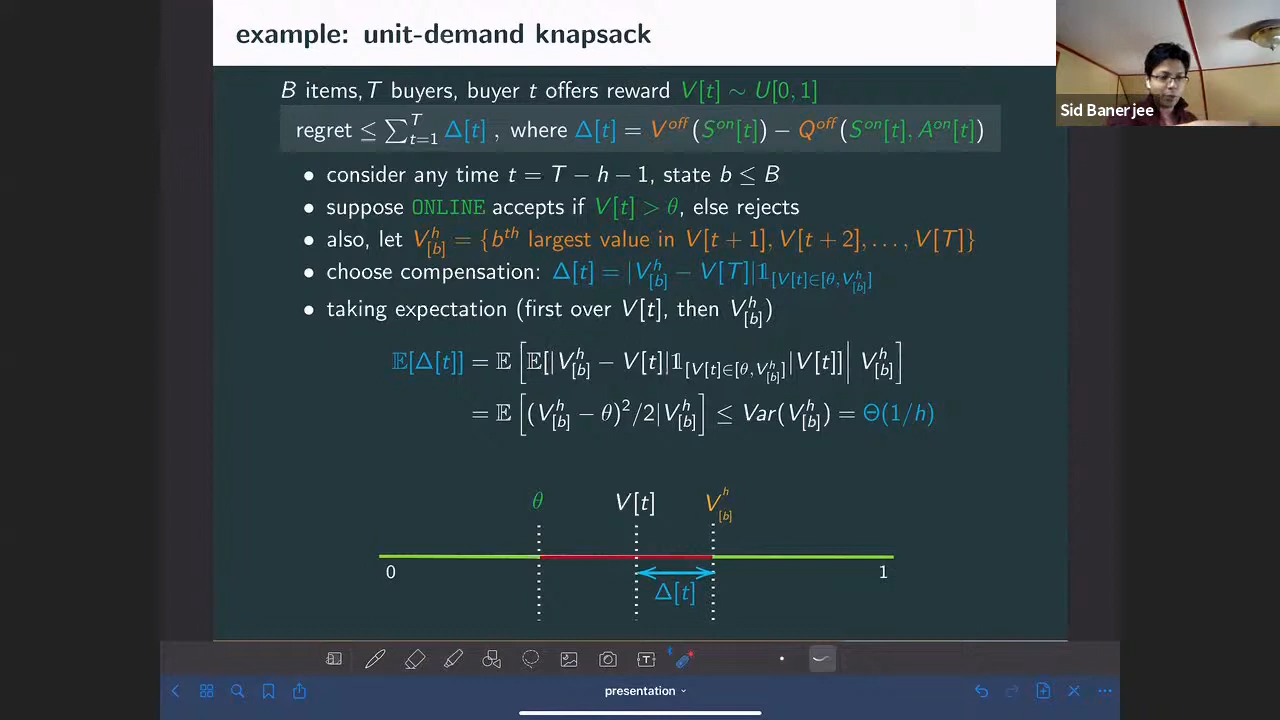 example: unit-demand knapsack
Sid Banerjee
B items, T buyers, buyer t offers reward V[t] ∼ U[0, 1]
regret ≤ ∑ᵀₜ₌₁ Δ[t] , where Δ[t] = V^off(S^on[t]) − Q^off(S^on[t], A^on[t])
• consider any time t = T − h − 1, state b ≤ B
• suppose ONLINE accepts if V[t] > θ, else rejects
• also, let V^h_[b] = {b^th largest value in V[t + 1], V[t + 2], . . . , V[T]}
• choose compensation: Δ[t] = |V^h_[b] − V[T]|𝟙_[V[t]∈[θ,V^h_[b]]
• taking expectation (first over V[t], then V^h_[b])
𝔼[Δ[t]] = 𝔼 [𝔼[|V^h_[b] − V[t]|𝟙_[V[t]∈[θ,V^h_[b]]|V[t]]| V^h_[b]]
= 𝔼 [(V^h_[b] − θ)²/2|V^h_[b]] ≤ Var(V^h_[b]) = Θ(1/h)
θ V[t] V^h_[b]
0 1
Δ[t]
T
presentation